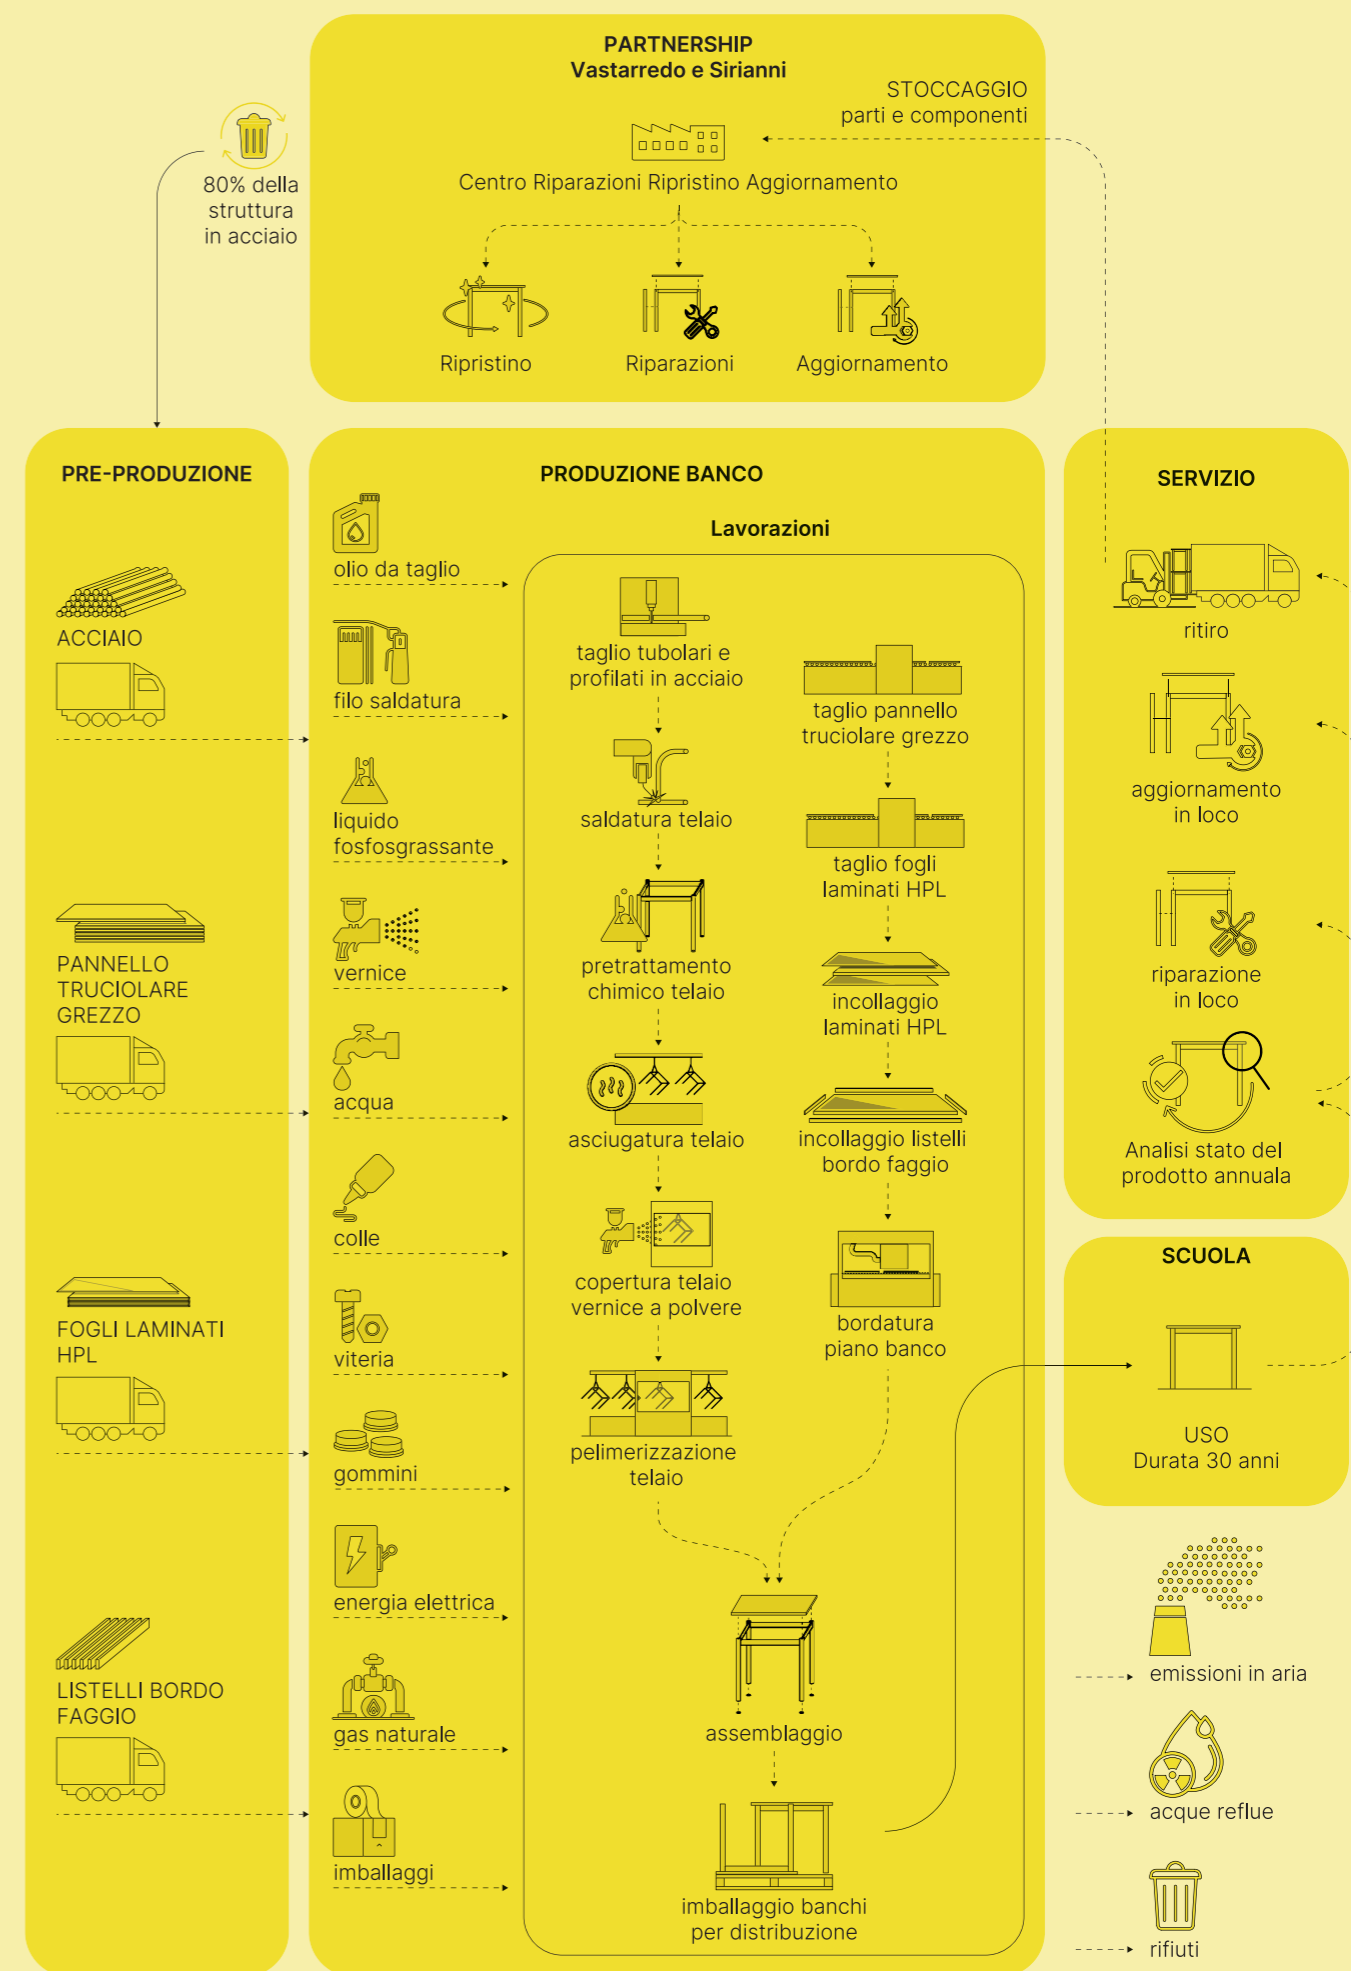 PARTNERSHIP
Vastarredo e Sirianni
STOCCAGGIO
parti e componenti
Centro Riparazioni Ripristino Aggiornamento
Ripristino
Riparazioni
Aggiornamento
80% della
struttura
in acciaio
PRE-PRODUZIONE
ACCIAIO
PANNELLO
TRUCIOLARE
GREZZO
FOGLI LAMINATI
HPL
LISTELLI BORDO
FAGGIO
PRODUZIONE BANCO
olio da taglio
filo saldatura
liquido
fosfosgrassante
vernice
acqua
colle
viteria
gommini
energia elettrica
gas naturale
imballaggi
Lavorazioni
taglio tubolari e
profilati in acciaio
saldatura telaio
pretrattamento
chimico telaio
asciugatura telaio
copertura telaio
vernice a polvere
pelimerizzazione
telaio
taglio pannello
truciolare grezzo
taglio fogli
laminati HPL
incollaggio
laminati HPL
incollaggio listelli
bordo faggio
bordatura
piano banco
assemblaggio
imballaggio banchi
per distribuzione
SERVIZIO
ritiro
aggiornamento
in loco
riparazione
in loco
Analisi stato del
prodotto annuala
SCUOLA
USO
Durata 30 anni
emissioni in aria
acque reflue
rifiuti